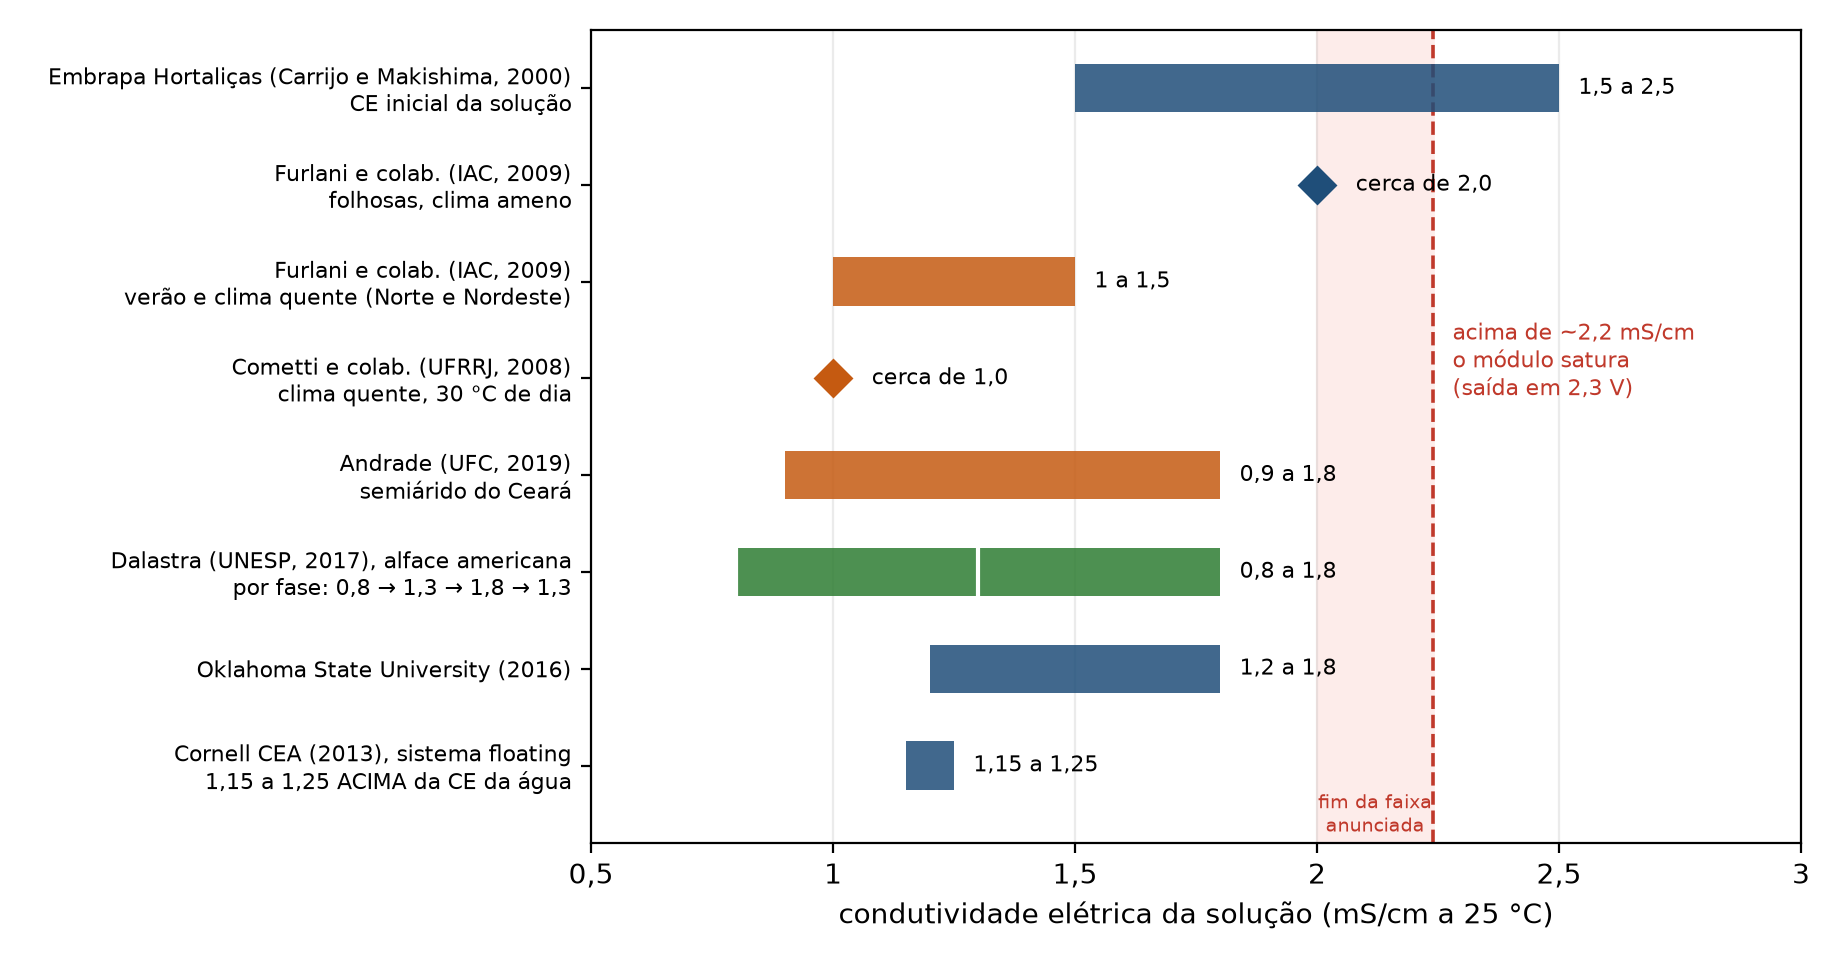 Embrapa Hortaliças (Carrijo e Makishima, 2000)
CE inicial da solução
1,5 a 2,5
Furlani e colab. (IAC, 2009)
folhosas, clima ameno
cerca de 2,0
Furlani e colab. (IAC, 2009)
verão e clima quente (Norte e Nordeste)
1 a 1,5
acima de ~2,2 mS/cm
o módulo satura
(saída em 2,3 V)
Cometti e colab. (UFRRJ, 2008)
clima quente, 30 °C de dia
cerca de 1,0
Andrade (UFC, 2019)
semiárido do Ceará
0,9 a 1,8
Dalastra (UNESP, 2017), alface americana
por fase: 0,8 → 1,3 → 1,8 → 1,3
0,8 a 1,8
Oklahoma State University (2016)
1,2 a 1,8
Cornell CEA (2013), sistema floating
1,15 a 1,25 ACIMA da CE da água
1,15 a 1,25
fim da faixa
anunciada
0,5 1 1,5 2 2,5 3
condutividade elétrica da solução (mS/cm a 25 °C)